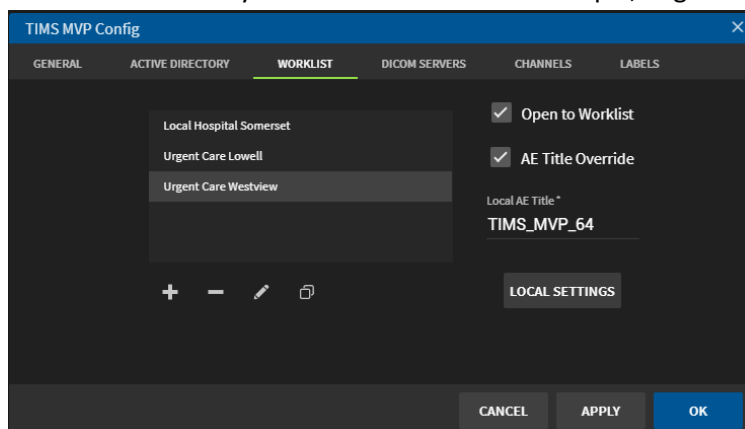 TIMS MVP Config
GENERAL ACTIVE DIRECTORY WORKLIST DICOM SERVERS CHANNELS LABELS
Local Hospital Somerset
Urgent Care Lowell
Urgent Care Westview
Open to Worklist
AE Title Override
Local AE Title*
TIMS_MVP_64
LOCAL SETTINGS
CANCEL APPLY OK